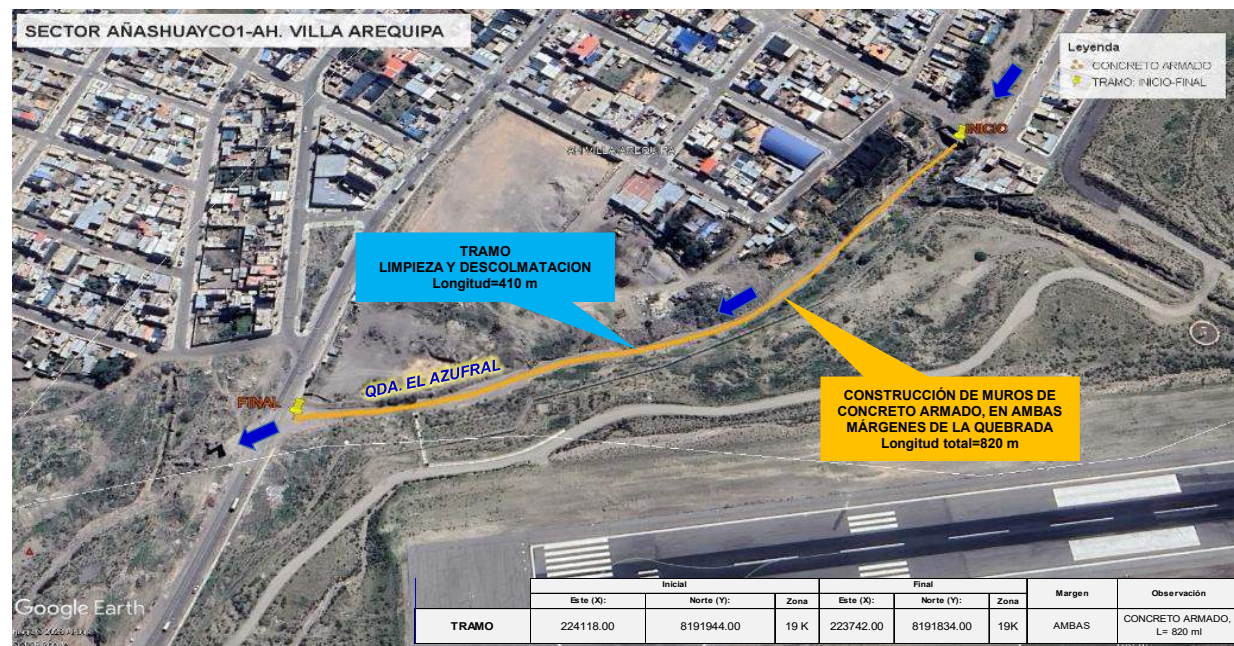 SECTOR AÑASHUAYCO1-AH. VILLA AREQUIPA
Leyenda
CONCRETO ARMADO
TRAMO: INICIO-FINAL
INICIO
AH VILLA AREQUIPA
TRAMO
LIMPIEZA Y DESCOLMATACION
Longitud=410 m
QDA. EL AZUFRAL
FINAL
CONSTRUCCIÓN DE MUROS DE
CONCRETO ARMADO, EN AMBAS
MÁRGENES DE LA QUEBRADA
Longitud total=820 m
Inicial Final Margen Observación
Este (X): Norte (Y): Zona Este (X): Norte (Y): Zona
TRAMO 224118.00 8191944.00 19 K 223742.00 8191834.00 19K AMBAS CONCRETO ARMADO,
L= 820 ml
Google Earth